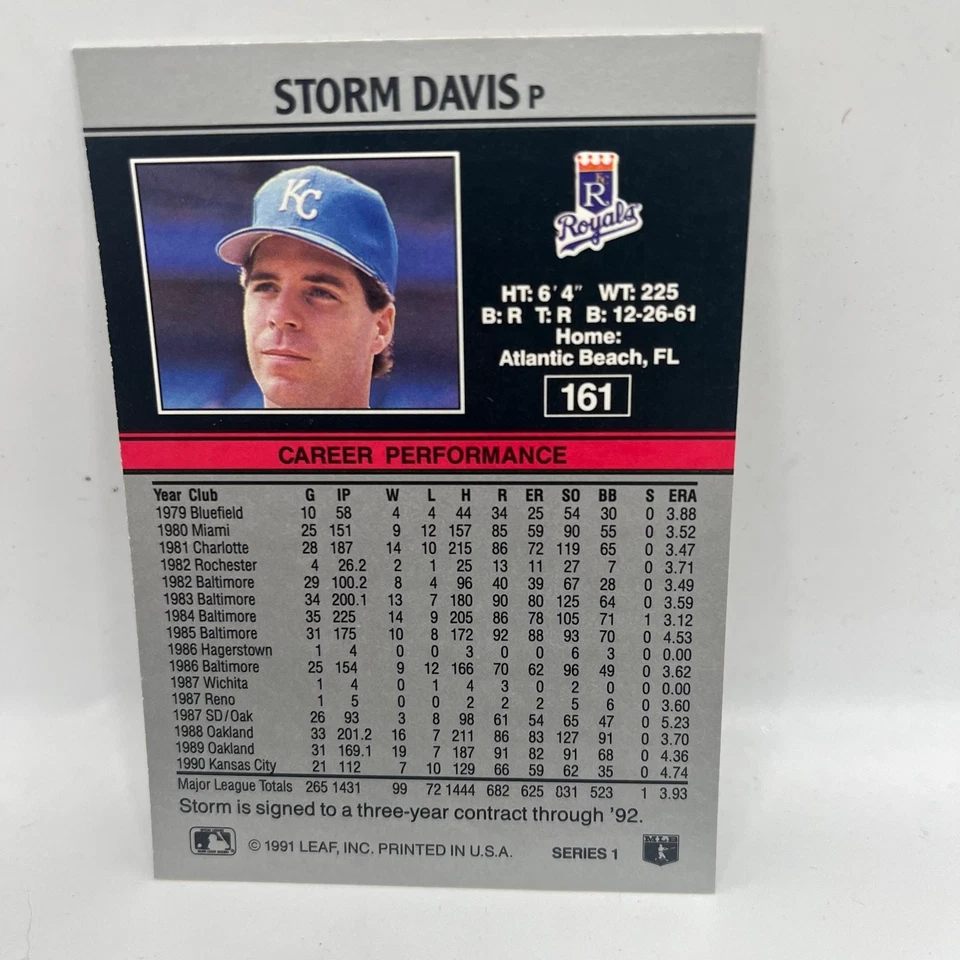 STORM DAVIS P
KC
R
Royals
HT: 6' 4" WT: 225
B: R T: R B: 12-26-61
Home:
Atlantic Beach, FL
161
CAREER PERFORMANCE
Year Club G IP W L H R ER SO BB S ERA
1979 Bluefield 10 58 4 4 44 34 25 54 30 0 3.88
1980 Miami 25 151 9 12 157 85 59 90 55 0 3.52
1981 Charlotte 28 187 14 10 215 86 72 119 65 0 3.47
1982 Rochester 4 26.2 2 1 25 13 11 27 7 0 3.71
1982 Baltimore 29 100.2 8 4 96 40 39 67 28 0 3.49
1983 Baltimore 34 200.1 13 7 180 90 80 125 64 0 3.59
1984 Baltimore 35 225 14 9 205 86 78 105 71 1 3.12
1985 Baltimore 31 175 10 8 172 92 88 93 70 0 4.53
1986 Hagerstown 1 4 0 0 3 0 0 6 3 0 0.00
1986 Baltimore 25 154 9 12 166 70 62 96 49 0 3.62
1987 Wichita 1 4 0 1 4 3 0 2 0 0 0.00
1987 Reno 1 5 0 0 2 2 2 5 6 0 3.60
1987 SD/Oak 26 93 3 8 98 61 54 65 47 0 5.23
1988 Oakland 33 201.2 16 7 211 86 83 127 91 0 3.70
1989 Oakland 31 169.1 19 7 187 91 82 91 68 0 4.36
1990 Kansas City 21 112 7 10 129 66 59 62 35 0 4.74
Major League Totals 265 1431 99 72 1444 682 625 831 523 1 3.93
Storm is signed to a three-year contract through '92.
© 1991 LEAF, INC. PRINTED IN U.S.A. SERIES 1
MLB